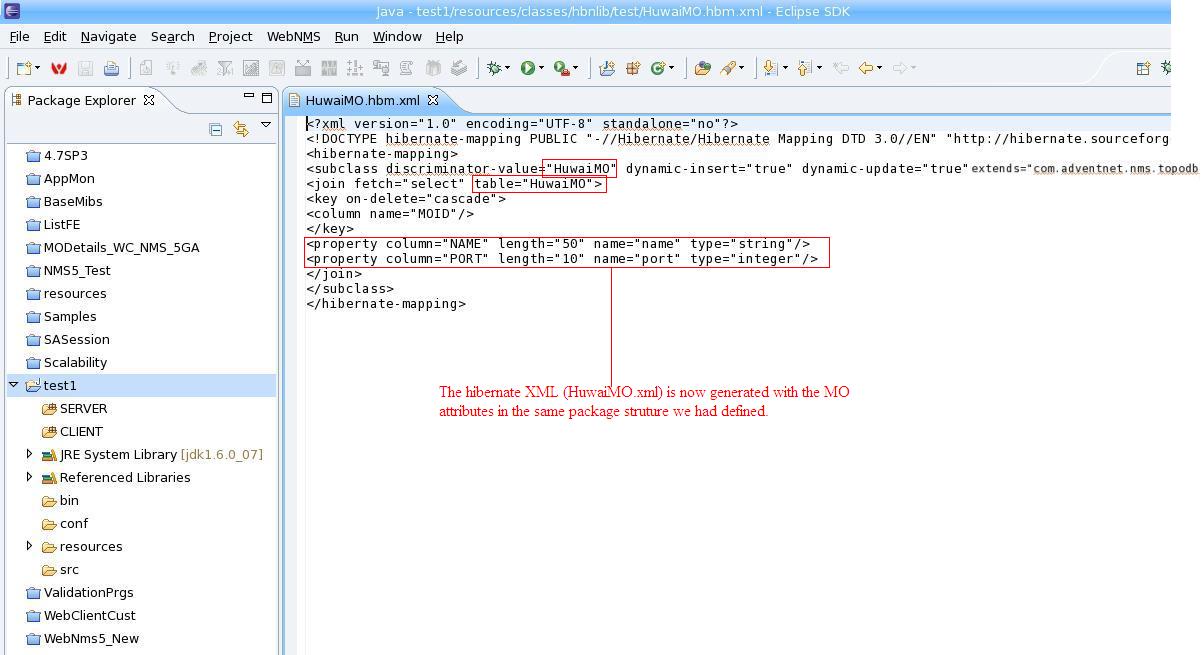 Java - test1/resources/classes/hbnlib/test/HuwaiMO.hbm.xml - Eclipse SDK
File Edit Navigate Search Project WebNMS Run Window Help
Package Explorer
HuwaiMO.hbm.xml
4.7SP3
AppMon
BaseMibs
ListFE
MODetails_WC_NMS_5GA
NMS5_Test
resources
Samples
SASession
Scalability
test1
SERVER
CLIENT
JRE System Library [jdk1.6.0_07]
Referenced Libraries
bin
conf
resources
src
ValidationPrgs
WebClientCust
WebNms5_New
<?xml version="1.0" encoding="UTF-8" standalone="no"?>
<!DOCTYPE hibernate-mapping PUBLIC "-//Hibernate/Hibernate Mapping DTD 3.0//EN" "http://hibernate.sourceforg
<hibernate-mapping>
<subclass discriminator-value="HuwaiMO" dynamic-insert="true" dynamic-update="true"extends="com.adventnet.nms.topodb
<join fetch="select" table="HuwaiMO">
<key on-delete="cascade">
<column name="MOID"/>
</key>
<property column="NAME" length="50" name="name" type="string"/>
<property column="PORT" length="10" name="port" type="integer"/>
</join>
</subclass>
</hibernate-mapping>
The hibernate XML (HuwaiMO.xml) is now generated with the MO
attributes in the same package struture we had defined.